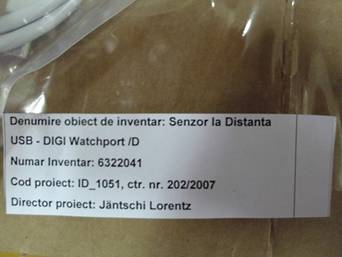 Denumire obiect de inventar: Senzor la Distanta
USB - DIGI Watchport /D
Numar Inventar: 6322041
Cod proiect: ID_1051, ctr. nr. 202/2007
Director proiect: Jäntschi Lorentz